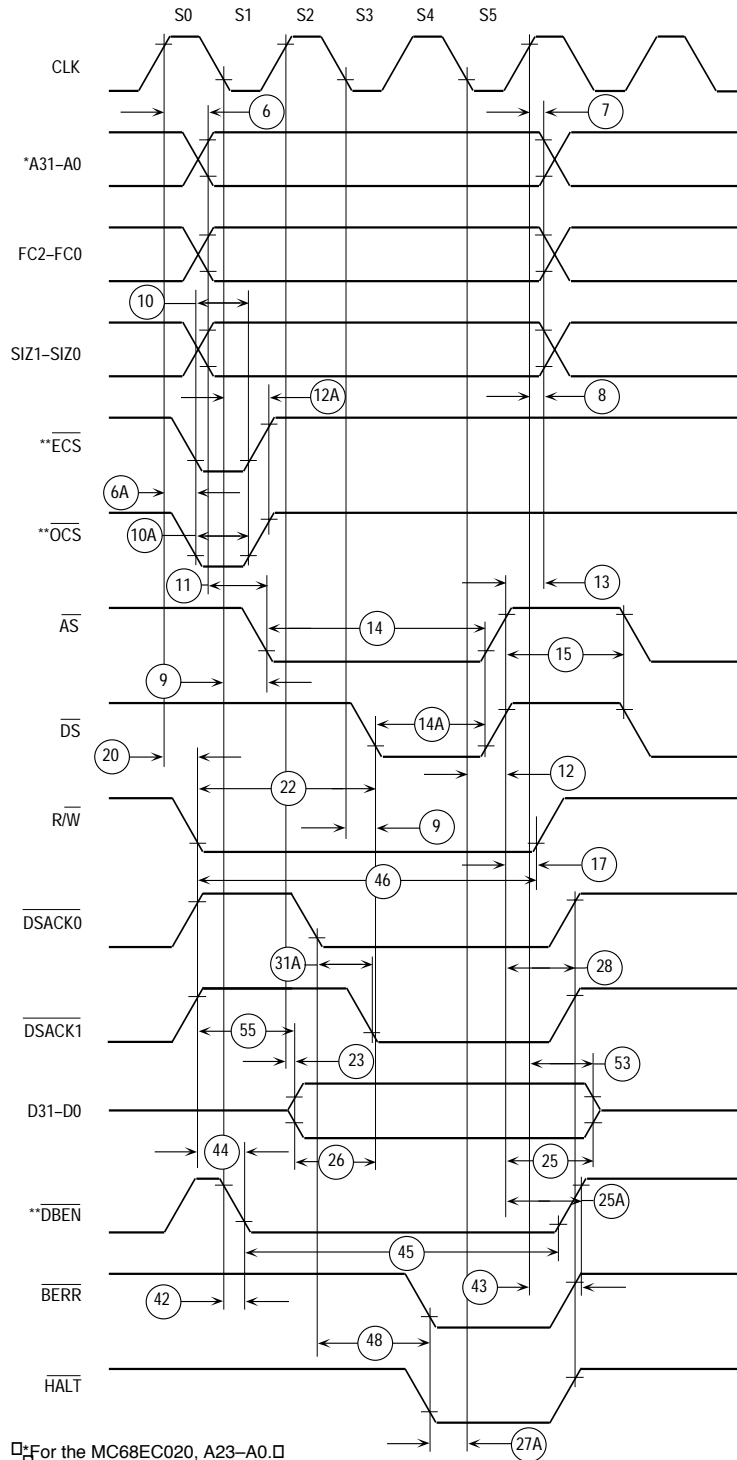 S0 S1 S2 S3 S4 S5
CLK
6 7
*A31–A0
FC2–FC0
10
SIZ1–SIZ0
12A 8
**ECS
6A
**OCS 10A
11 13
AS 14
15
9
DS 14A
20 12
22
R/W 9
17
46
DSACK0
31A 28
DSACK1 55
23 53
D31–D0
44 26 25
**DBEN 25A
45
BERR 42 43
48
HALT
27A
*For the MC68EC020, A23–A0.